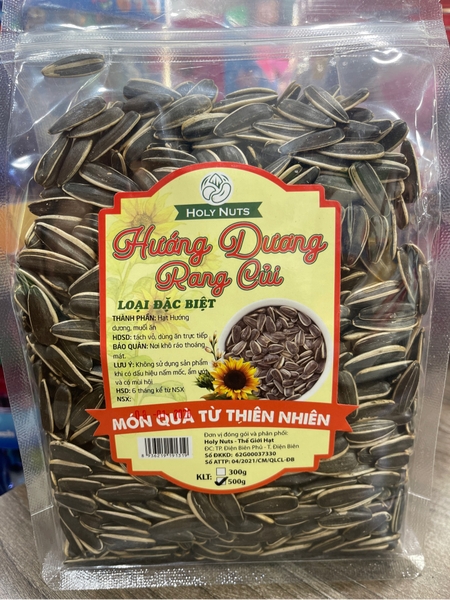 HOLY NUTS
Hướng Dương
Rang Củi
LOẠI ĐẶC BIỆT
THÀNH PHẦN: Hạt Hướng
dương, muối ăn
HDSD: tách vỏ, dùng ăn trực tiếp
BẢO QUẢN: Nơi khô ráo thoáng
mát.
LƯU Ý: Không sử dụng sản phẩm
khi có dấu hiệu nấm mốc, ẩm ướt
và có mùi hôi
HSD: 6 tháng kể từ NSX
NSX:
MÓN QUÀ TỪ THIÊN NHIÊN
Đơn vị đóng gói và phân phối:
Holy Nuts - Thế Giới Hạt
ĐC: TP. Điện Biên Phủ - T. Điện Biên
Số ĐKKD: 62G00037330
Số ATTP: 04/2021/CM/QLCL-ĐB
KLT: 300g
500g